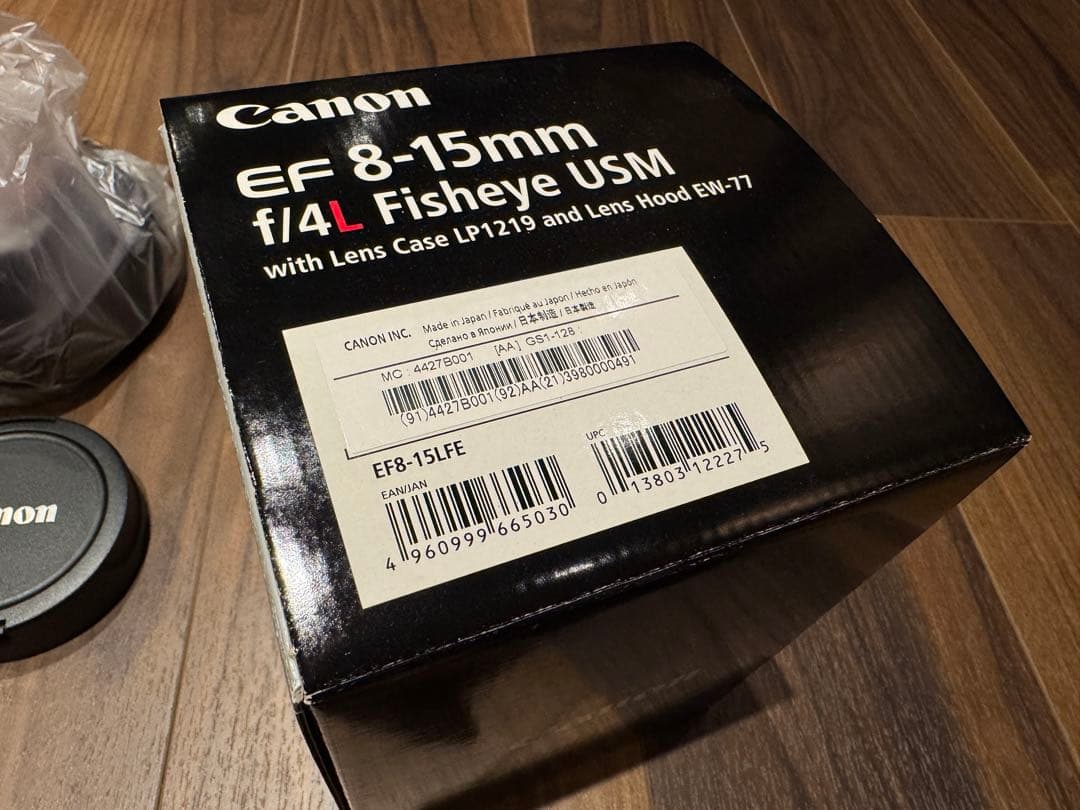 Canon
EF 8-15mm
f/4L Fisheye USM
with Lens Case LP1219 and Lens Hood EW-77
CANON INC. Made in Japan / Fabriqué au Japon / Hecho en Japón
Сделано в Японии / 日本制造 / 日本製造
MC : 4427B001 [AA] GS1-128 :
(91)4427B001(92)AA(21)3980000491
EF8-15LFE
EAN/JAN
4 960999 665030
UPC
0 13803 12227 5
non